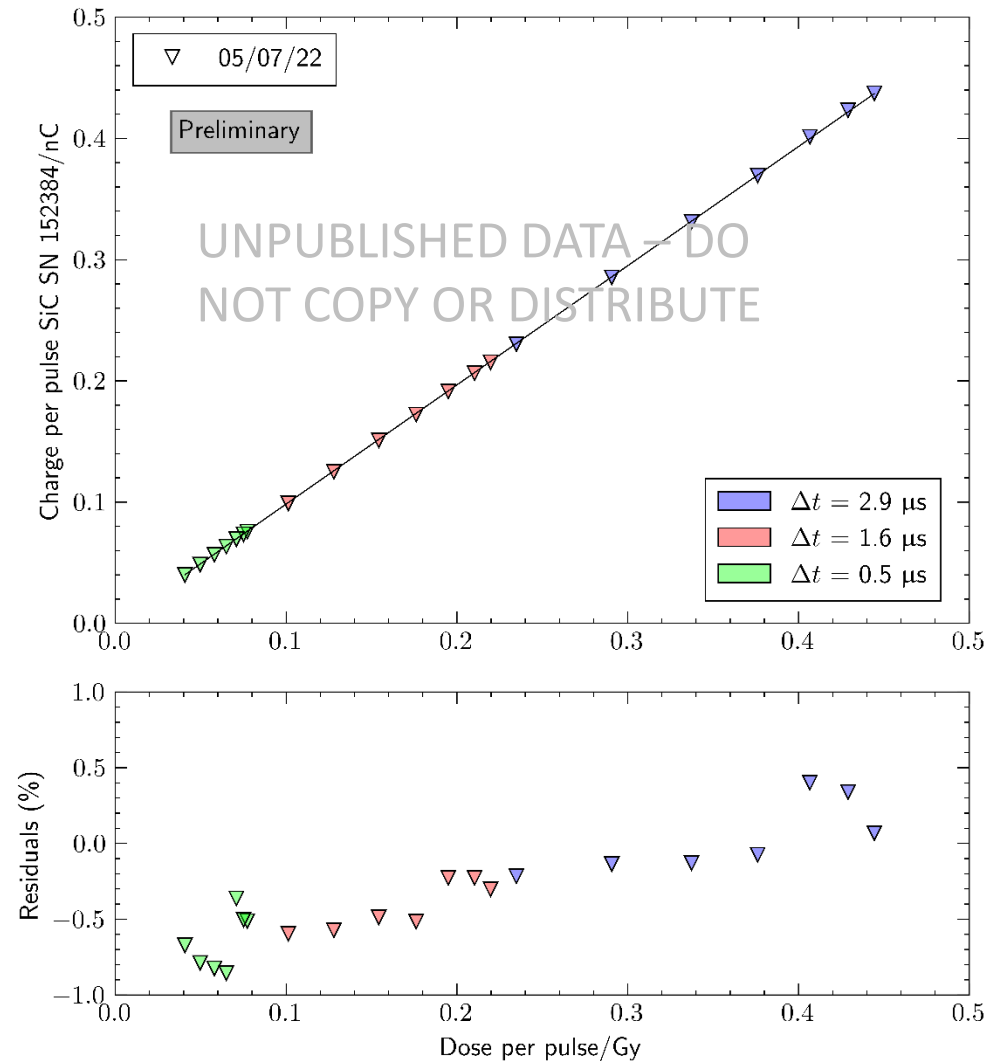 0.5
05/07/22
Preliminary
0.4
UNPUBLISHED DATA – DO
NOT COPY OR DISTRIBUTE
0.3
Charge per pulse SiC SN 152384/nC
0.2
0.1
Δt = 2.9 μs
Δt = 1.6 μs
Δt = 0.5 μs
0.0
0.0 0.1 0.2 0.3 0.4 0.5
1.0
0.5
0.0
Residuals (%)
−0.5
−1.0
0.0 0.1 0.2 0.3 0.4 0.5
Dose per pulse/Gy